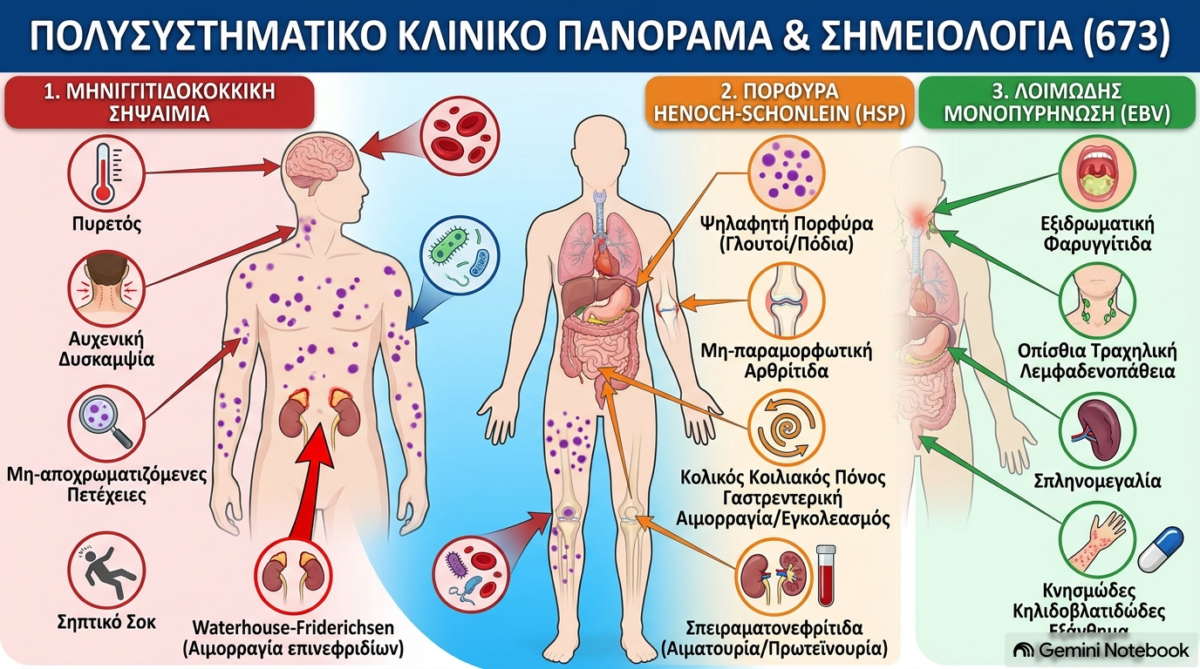 ΠΟΛΥΣΥΣΤΗΜΑΤΙΚΟ ΚΛΙΝΙΚΟ ΠΑΝΟΡΑΜΑ & ΣΗΜΕΙΟΛΟΓΙΑ (673)
1. ΜΗΝΙΓΓΙΤΙΔΟΚΟΚΚΙΚΗ
ΣΗΨΑΙΜΙΑ
Πυρετός
Αυχενική
Δυσκαμψία
Μη-αποχρωματιζόμενες
Πετέχειες
Σηπτικό Σοκ
Waterhouse-Friderichsen
(Αιμορραγία επινεφριδίων)
2. ΠΟΡΦΥΡΑ
HENOCH-SCHONLEIN (HSP)
Ψηλαφητή Πορφύρα
(Γλουτοί/Πόδια)
Μη-παραμορφωτική
Αρθρίτιδα
Κολικός Κοιλιακός Πόνος
Γαστρεντερική
Αιμορραγία/Εγκολεασμός
Σπειραματονεφρίτιδα
(Αιματουρία/Πρωτεϊνουρία)
3. ΛΟΙΜΩΔΗΣ
ΜΟΝΟΠΥΡΗΝΩΣΗ (EBV)
Εξιδρωματική
Φαρυγγίτιδα
Οπίσθια Τραχηλική
Λεμφαδενοπάθεια
Σπληνομεγαλία
Κνησμώδες
Κηλιδοβλατιδώδες
Εξάνθημα
Gemini Notebook